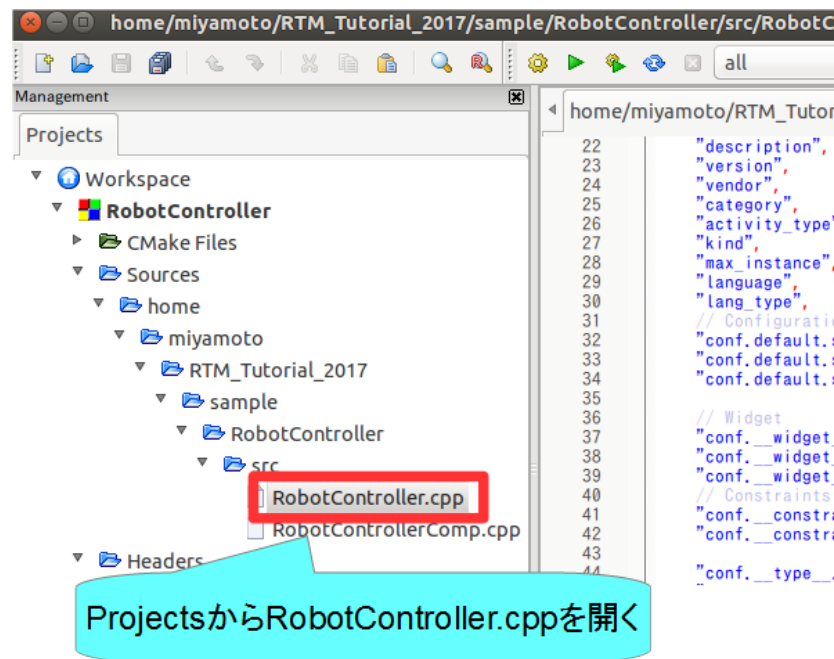 home/miyamoto/RTM_Tutorial_2017/sample/RobotController/src/RobotC
all
Management
Projects
Workspace
RobotController
CMake Files
Sources
home
miyamoto
RTM_Tutorial_2017
sample
RobotController
src
RobotController.cpp
RobotControllerComp.cpp
Headers
home/miyamoto/RTM_Tutor
22 "description",
23 "version",
24 "vendor",
25 "category",
26 "activity_type"
27 "kind",
28 "max_instance",
29 "language",
30 "lang_type",
31 // Configuratio
32 "conf.default.s
33 "conf.default.s
34 "conf.default.s
35
36 // Widget
37 "conf.__widget_
38 "conf.__widget_
39 "conf.__widget_
40 // Constraints
41 "conf.__constra
42 "conf.__constra
43
44 "conf.__type__.
ProjectsからRobotController.cppを開く